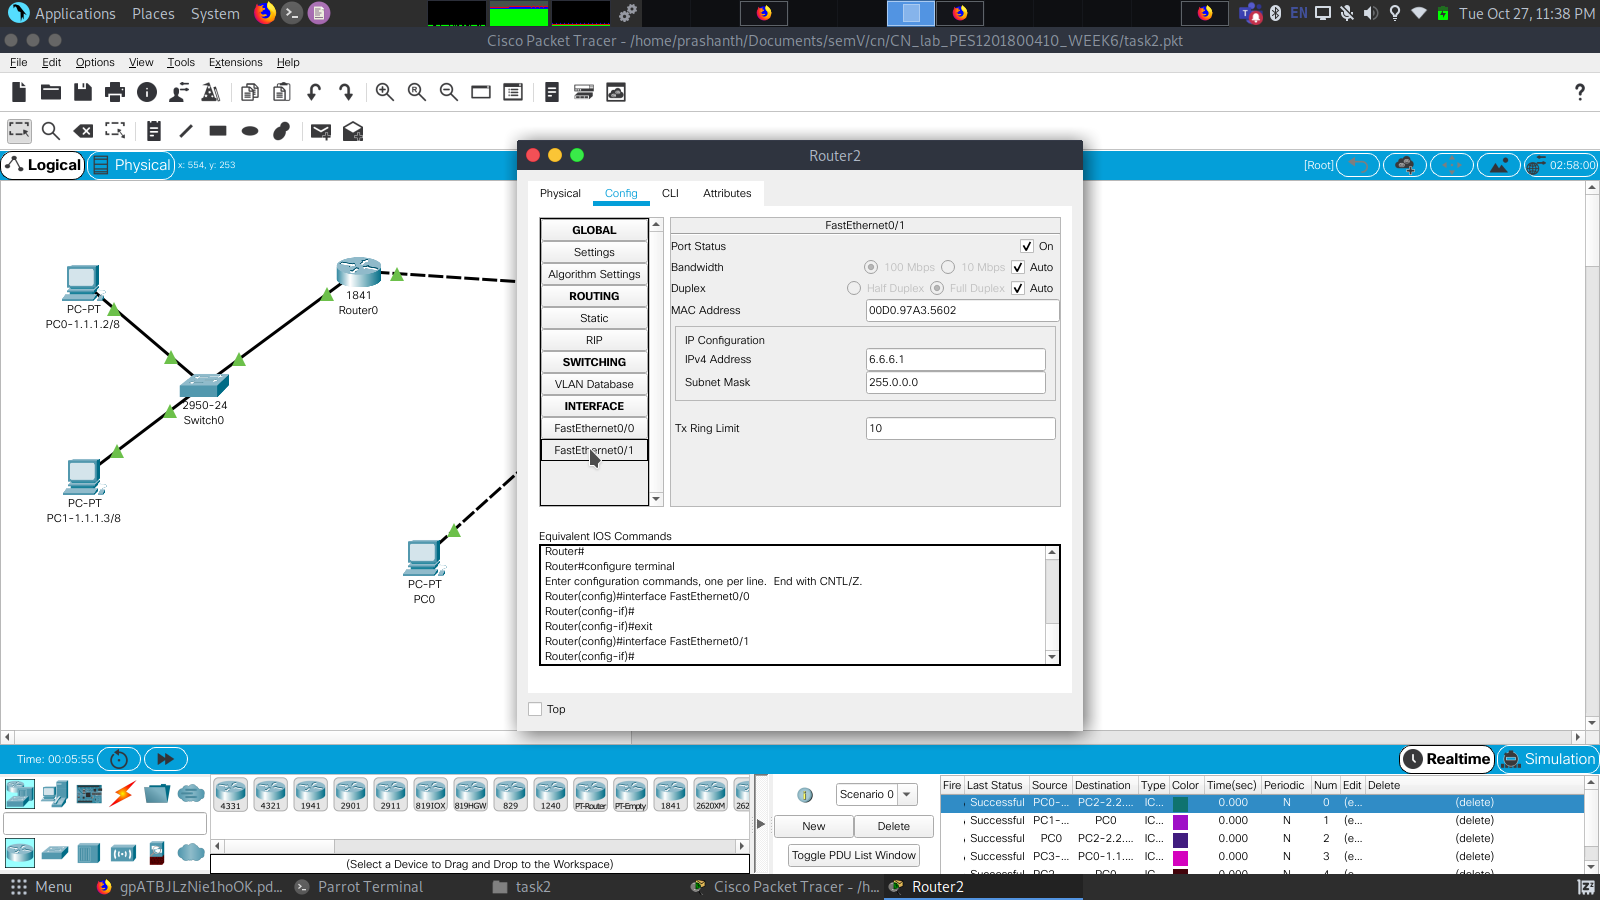 Applications Places System EN Tue Oct 27, 11:38 PM
Cisco Packet Tracer - /home/prashanth/Documents/semV/cn/CN_lab_PES1201800410_WEEK6/task2.pkt
File Edit Options View Tools Extensions Help
?
Logical Physical x: 554, y: 253 [Root] 02:58:00
Router2
Physical Config CLI Attributes
GLOBAL
Settings
Algorithm Settings
ROUTING
Static
RIP
SWITCHING
VLAN Database
INTERFACE
FastEthernet0/0
FastEthernet0/1
FastEthernet0/1
Port Status On
Bandwidth 100 Mbps 10 Mbps Auto
Duplex Half Duplex Full Duplex Auto
MAC Address 00D0.97A3.5602
IP Configuration
IPv4 Address 6.6.6.1
Subnet Mask 255.0.0.0
Tx Ring Limit 10
Equivalent IOS Commands
Router#
Router#configure terminal
Enter configuration commands, one per line. End with CNTL/Z.
Router(config)#interface FastEthernet0/0
Router(config-if)#
Router(config-if)#exit
Router(config)#interface FastEthernet0/1
Router(config-if)#
Top
PC-PT
PC0-1.1.1.2/8
1841
Router0
2950-24
Switch0
PC-PT
PC1-1.1.1.3/8
PC-PT
PC0
Time: 00:05:55 Realtime Simulation
4331 4321 1941 2901 2911 819IOX 819HGW 829 1240 PT-Router PT-Empty 1841 2620XM 262
(Select a Device to Drag and Drop to the Workspace)
Scenario 0
New Delete
Toggle PDU List Window
Fire Last Status Source Destination Type Color Time(sec) Periodic Num Edit Delete
Successful PC0-... PC2-2.2.... IC... 0.000 N 0 (e... (delete)
Successful PC1-... PC0 IC... 0.000 N 1 (e... (delete)
Successful PC0 PC2-2.2.... IC... 0.000 N 2 (e... (delete)
Successful PC3-... PC0-1.1.... IC... 0.000 N 3 (e... (delete)
Menu gpATBJLzNie1hoOK.pd... Parrot Terminal task2 Cisco Packet Tracer - /h... Router2